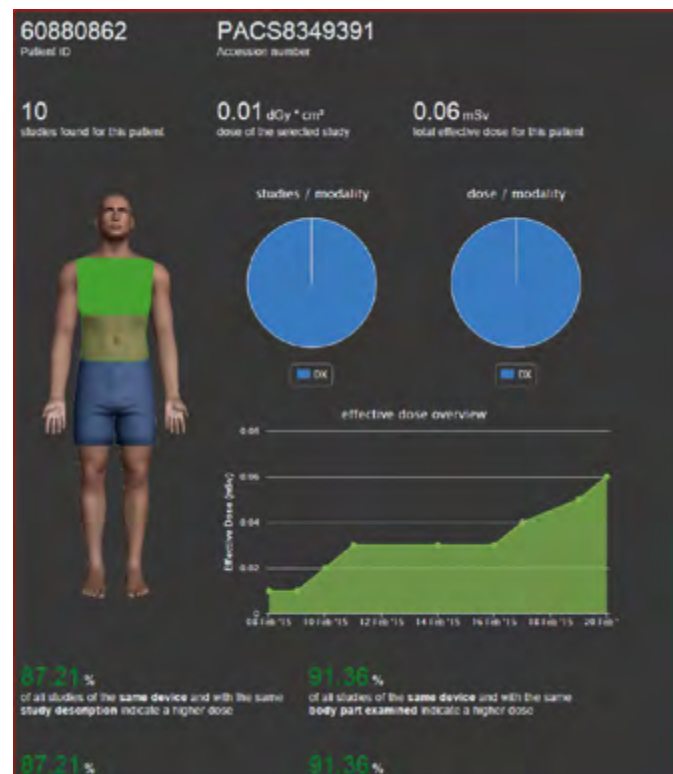 60880862
Patient ID
PACS8349391
Accession number
10
studies found for this patient
0.01 dGy * cm²
dose of the selected study
0.06 mSv
total effective dose for this patient
studies / modality
dose / modality
DX
DX
effective dose overview
Effective Dose (mSv)
0.08
0.06
0.04
0.02
0
08 Feb '15 10 Feb '15 12 Feb '15 14 Feb '15 16 Feb '15 18 Feb '15 20 Feb '
87.21 %
of all studies of the same device and with the same
study description indicate a higher dose
91.36 %
of all studies of the same device and with the same
body part examined indicate a higher dose
87.21 %
91.36 %